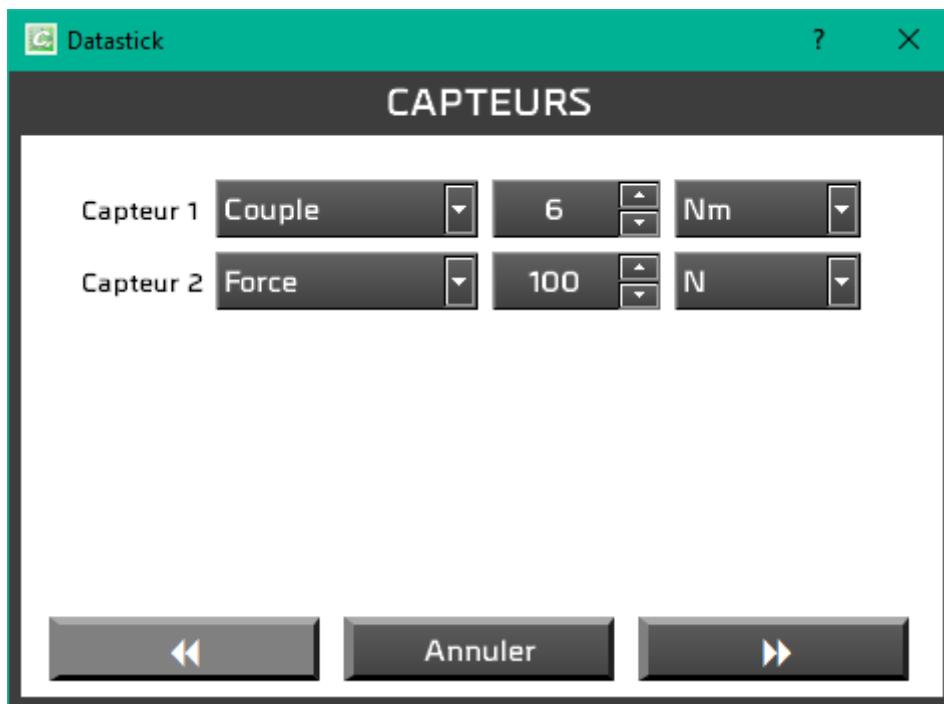 Datastick ?
CAPTEURS
Capteur 1 Couple 6 Nm
Capteur 2 Force 100 N
Annuler